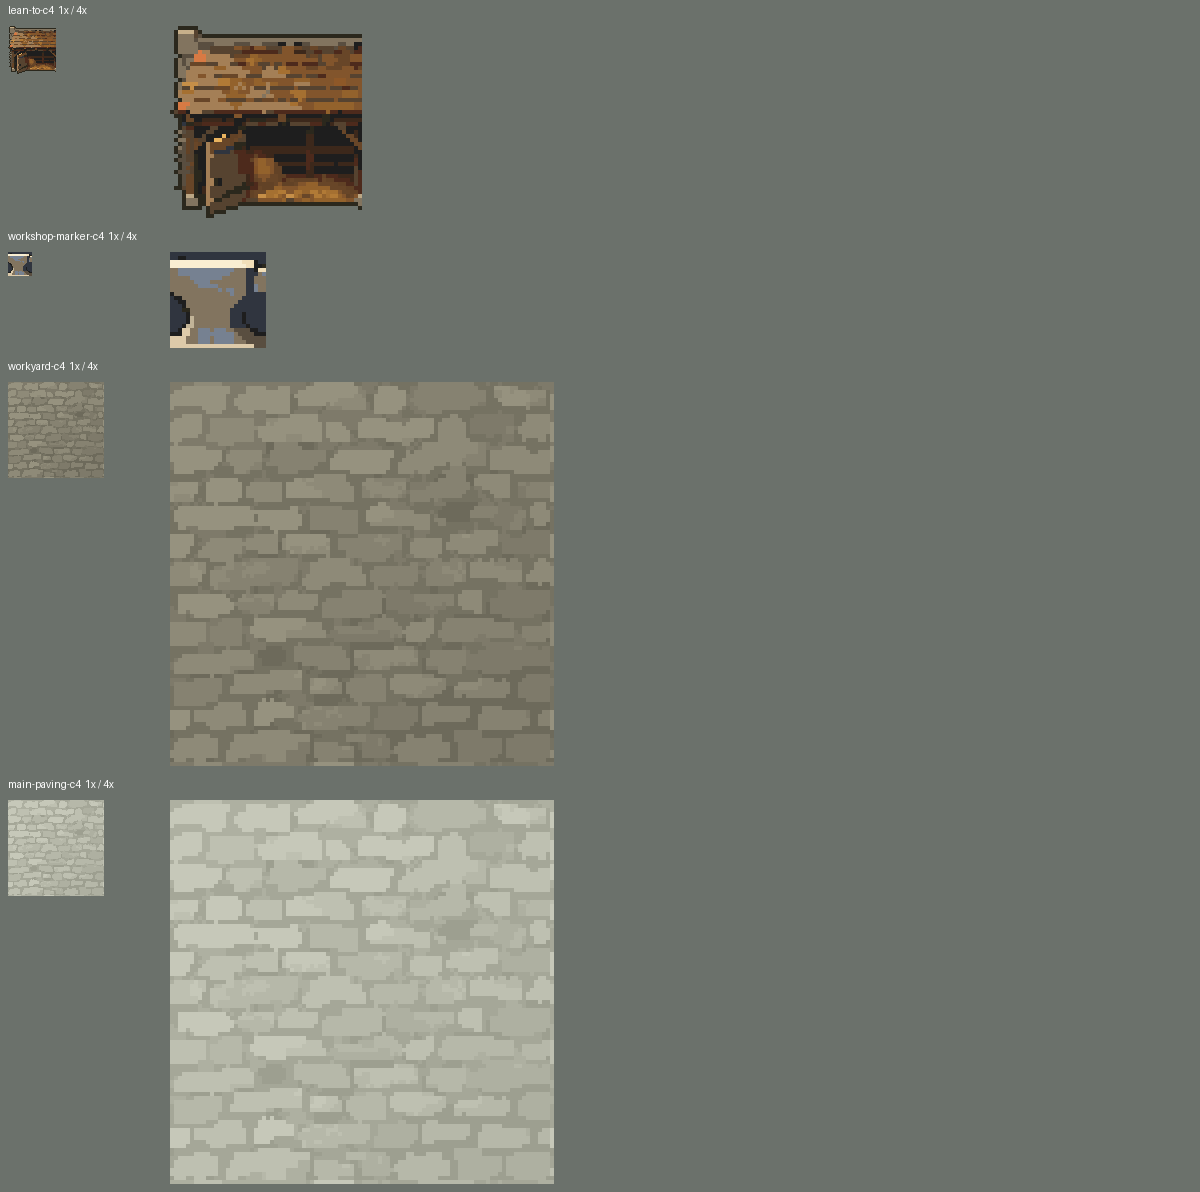 lean-to-c4 1x / 4x
workshop-marker-c4 1x / 4x
workyard-c4 1x / 4x
main-paving-c4 1x / 4x